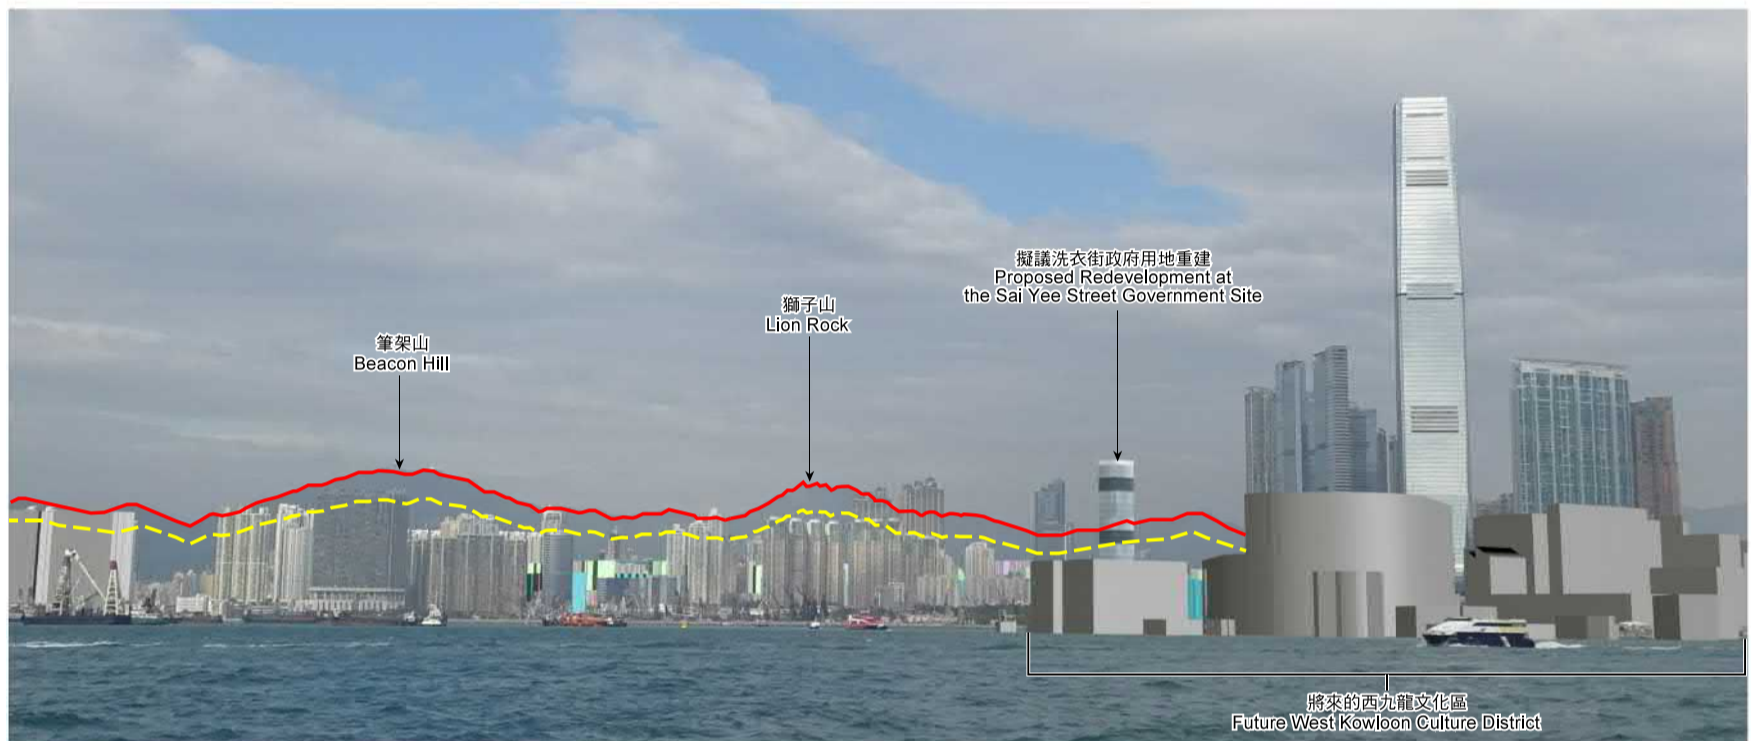 擬議洗衣街政府用地重建
Proposed Redevelopment at
the Sai Yee Street Government Site
獅子山
Lion Rock
筆架山
Beacon Hill
將來的西九龍文化區
Future West Kowloon Culture District